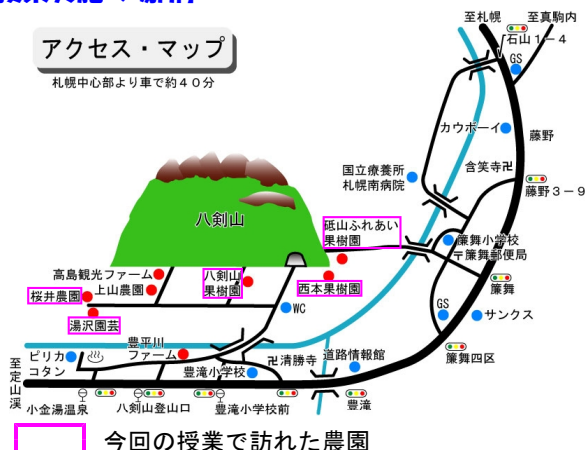 アクセス・マップ
札幌中心部より車で約４０分
至札幌
至真駒内
石山１－４
GS
カウボーイ
藤野
含笑寺卍
国立療養所
札幌南病院
藤野３－９
八剣山
砥山ふれあい
果樹園
簾舞小学校
〒簾舞郵便局
高島観光ファーム
上山農園
八剣山
果樹園
西本果樹園
簾舞
桜井農園
WC
GS
サンクス
湯沢園芸
豊平川
ファーム
ピリカ
コタン
豊滝小学校
卍清勝寺
道路情報館
簾舞四区
至定山渓
小金湯温泉
八剣山登山口
豊滝小学校前
豊滝
今回の授業で訪れた農園